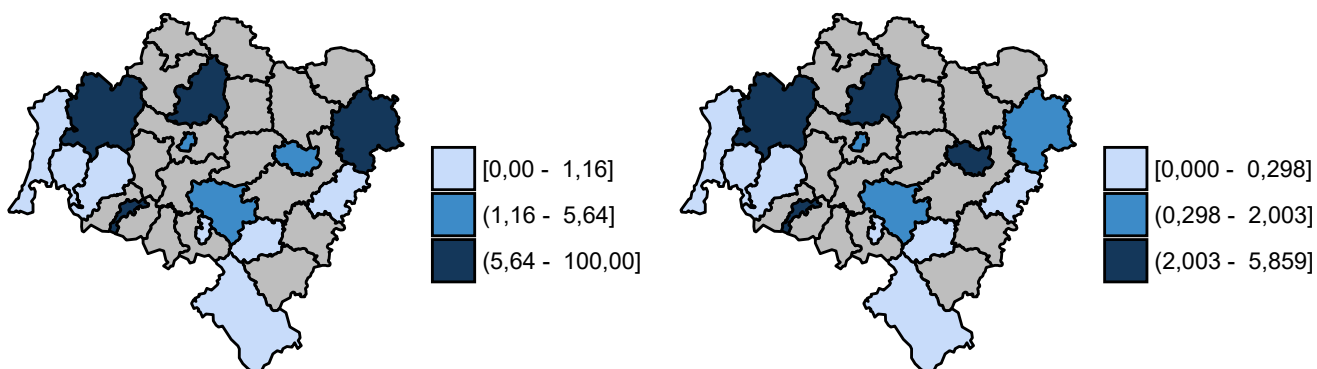 [0,00 - 1,16]
(1,16 - 5,64]
(5,64 - 100,00]
[0,000 - 0,298]
(0,298 - 2,003]
(2,003 - 5,859]